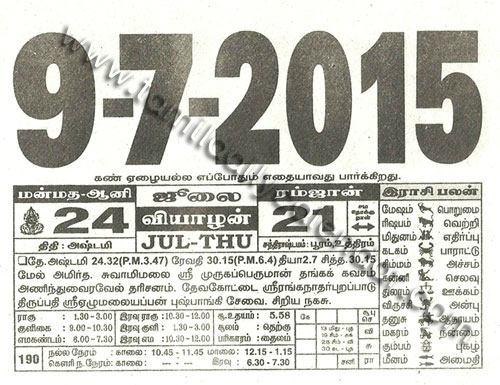 9-7-2015
கண் ஏழையல்ல எப்போதும் எதையாவது பார்க்கிறது.
மன்மத-ஆனி
24
திதி : அஷ்டமி
ஜூலை
வியாழன்
JUL-THU
ரம்ஜான்
21
சந்திராஷ்டமம் : பூரம், உத்திரம்
இராசி பலன்
மேஷம் பொறுமை
ரிஷபம் வெற்றி
மிதுனம் எதிர்ப்பு
கடகம் பாராட்டு
சிம்மம் அச்சம்
கன்னி செலவு
துலாம் அன்பு
தனுசு ஆதாயம்
மகரம் நன்மை
கும்பம் உதயதி
மீனம் அமைதி
தே.அஷ்டமி 24.32(P.M.3.47) ரேவதி 30.15(P.M.6.4) தியா2.7 சித்த.30.15
மேல் அமிர்த. சுவாமிமலை ஸ்ரீ முருகப்பெருமான் தங்கக் கவசம்
அணிந்துவைரவேல் தரிசனம். தேவகோட்டை ஸ்ரீரங்கநாதர்புறப்பாடு
திருப்பதி ஸ்ரீஏழுமலையப்பன் புஷ்பாங்கி சேவை. சிறிய நகசு.
ராகு : 1.30-3.00 இரவு ராகு : 10.30-12.00 சூ.உதயம் : 5.58
குளிகை : 9.00-10.30 இரவு குளி : 1.30-3.00 சூலம் : தெற்கு
எமகண்டம் : 6.00-7.30 இரவு எம : 10.30-12.00 பரிகாரம் : தைலம்
190
நல்ல நேரம் : காலை: 10.45 - 11.45 மாலை: 12.15 - 1.15
கௌரி ந.நேரம் : காலை: இரவு : 6.30 - 7.30
www.tamildailycalendar.com